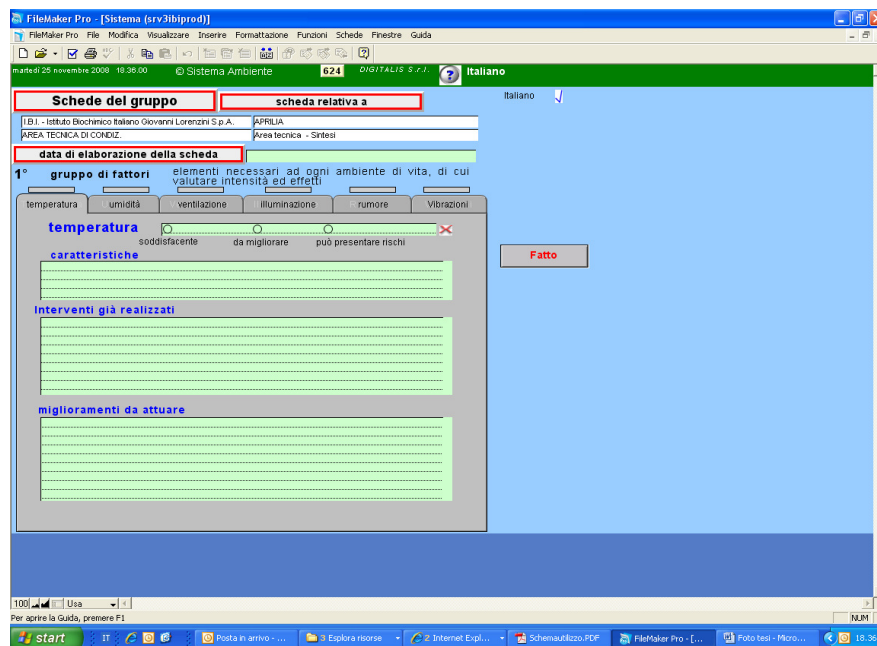 FileMaker Pro - [Sistema (srv3ibiprod)]
FileMaker Pro File Modifica Visualizzare Inserire Formattazione Funzioni Schede Finestre Guida
martedì 25 novembre 2008 18.36.00 © Sistema Ambiente 624 DIGITALIS S.r.l. ? Italiano
Schede del gruppo scheda relativa a Italiano
I.B.I. - Istituto Biochimico Italiano Giovanni Lorenzini S.p.A. APRILIA
AREA TECNICA DI CONDIZ. Area tecnica - Sintesi
data di elaborazione della scheda
1° gruppo di fattori elementi necessari ad ogni ambiente di vita, di cui
valutare intensità ed effetti
temperatura umidità ventilazione illuminazione rumore Vibrazioni
temperatura
soddisfacente da migliorare può presentare rischi
caratteristiche Fatto
Interventi già realizzati
miglioramenti da attuare
100 Usa
Per aprire la Guida, premere F1 NUM
start IT Posta in arrivo - ... 3 Esplora risorse 2 Internet Expl... Schemautilizzo.PDF FileMaker Pro - [... Foto tesi - Micro... 18.36